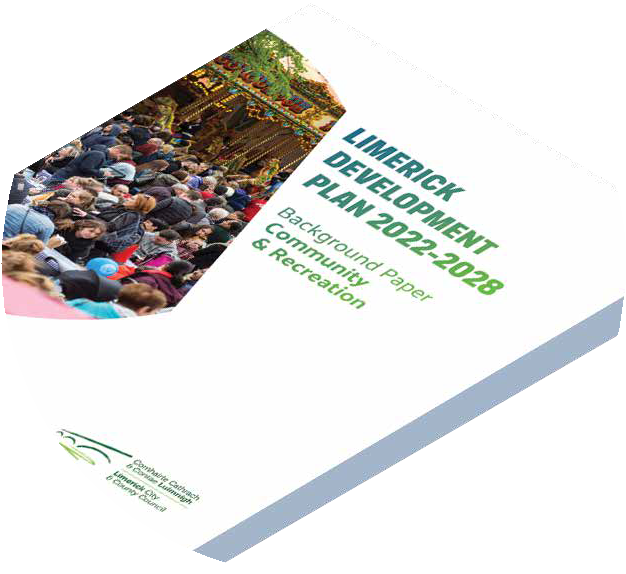 LIMERICK
DEVELOPMENT
PLAN 2022-2028
Background Paper
Community
& Recreation
Comhairle Cathrach
& Contae Luimnigh
Limerick City
& County Council